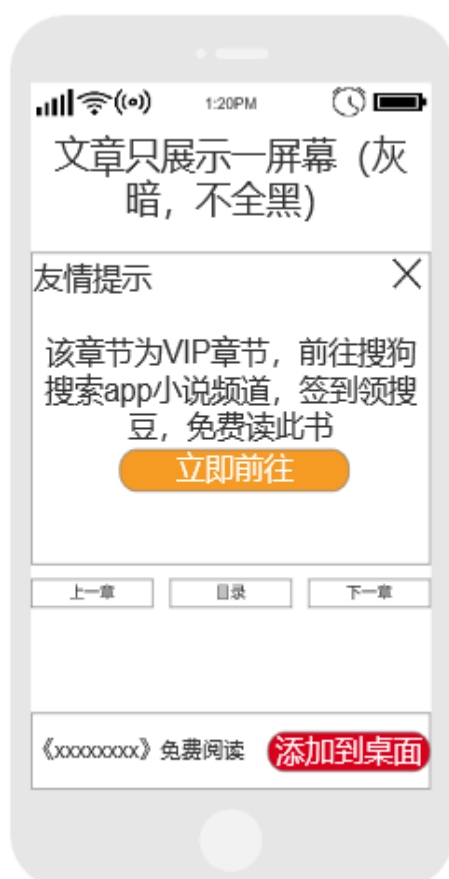 1:20PM
文章只展示一屏幕（灰
暗，不全黑）
友情提示
该章节为VIP章节，前往搜狗
搜索app小说频道，签到领搜
豆，免费读此书
立即前往
上一章 目录 下一章
《xxxxxxxx》免费阅读 添加到桌面